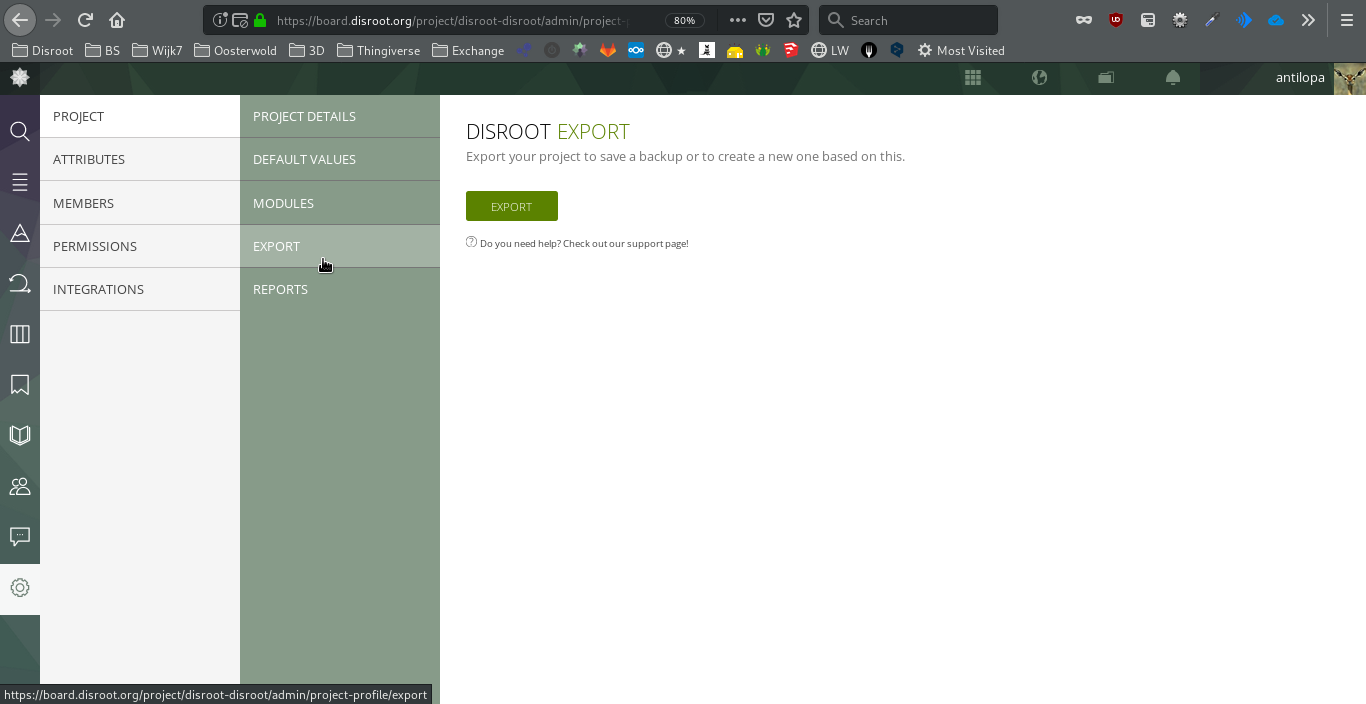 https://board.disroot.org/project/disroot-disroot/admin/project-
80%
Search
Disroot
BS
Wijk7
Oosterwold
3D
Thingiverse
Exchange
LW
Most Visited
antilopa
PROJECT
ATTRIBUTES
MEMBERS
PERMISSIONS
INTEGRATIONS
PROJECT DETAILS
DEFAULT VALUES
MODULES
EXPORT
REPORTS
DISROOT EXPORT
Export your project to save a backup or to create a new one based on this.
EXPORT
Do you need help? Check out our support page!
https://board.disroot.org/project/disroot-disroot/admin/project-profile/export